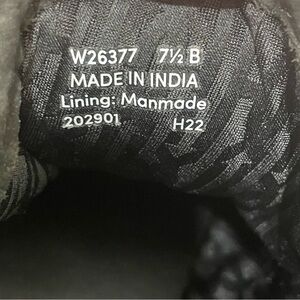 W26377 7½ B
MADE IN INDIA
Lining: Manmade
202901 H22